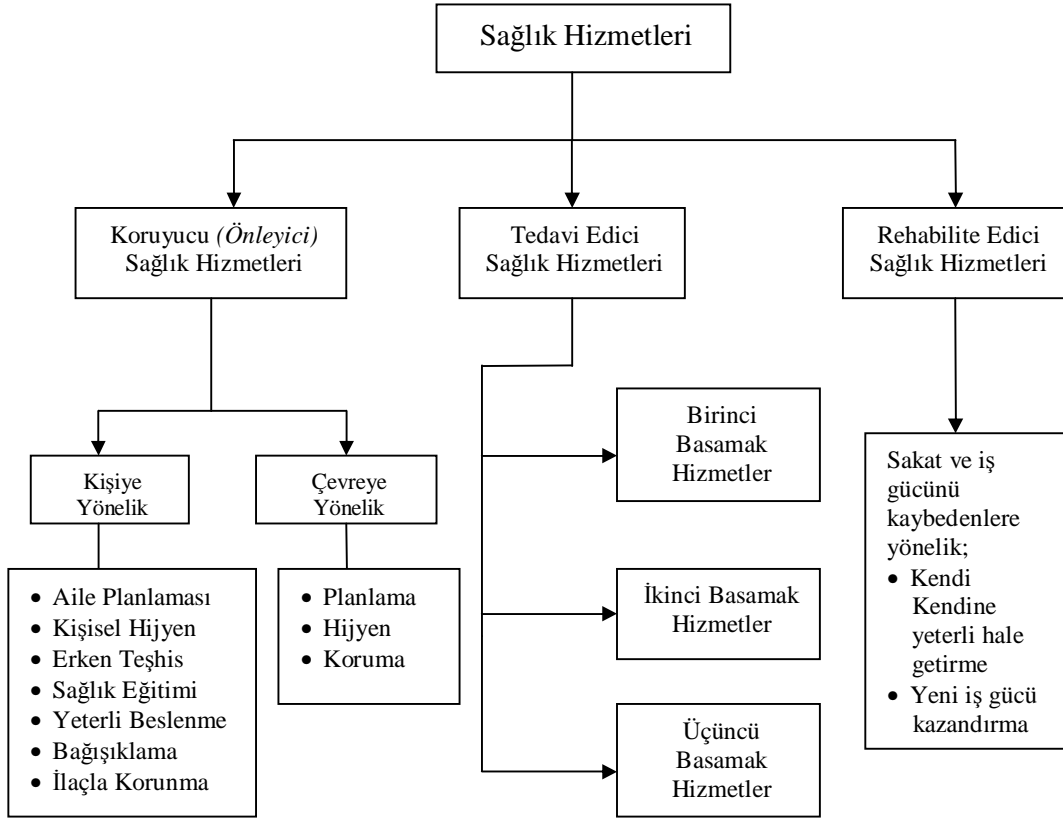 Sağlık Hizmetleri
Koruyucu (Önleyici)
Sağlık Hizmetleri
Tedavi Edici
Sağlık Hizmetleri
Rehabilite Edici
Sağlık Hizmetleri
Kişiye
Yönelik
Çevreye
Yönelik
• Aile Planlaması
• Kişisel Hijyen
• Erken Teşhis
• Sağlık Eğitimi
• Yeterli Beslenme
• Bağışıklama
• İlaçla Korunma
• Planlama
• Hijyen
• Koruma
Birinci
Basamak
Hizmetler
İkinci Basamak
Hizmetler
Üçüncü
Basamak
Hizmetler
Sakat ve iş
gücünü
kaybedenlere
yönelik;
• Kendi
Kendine
yeterli hale
getirme
• Yeni iş gücü
kazandırma